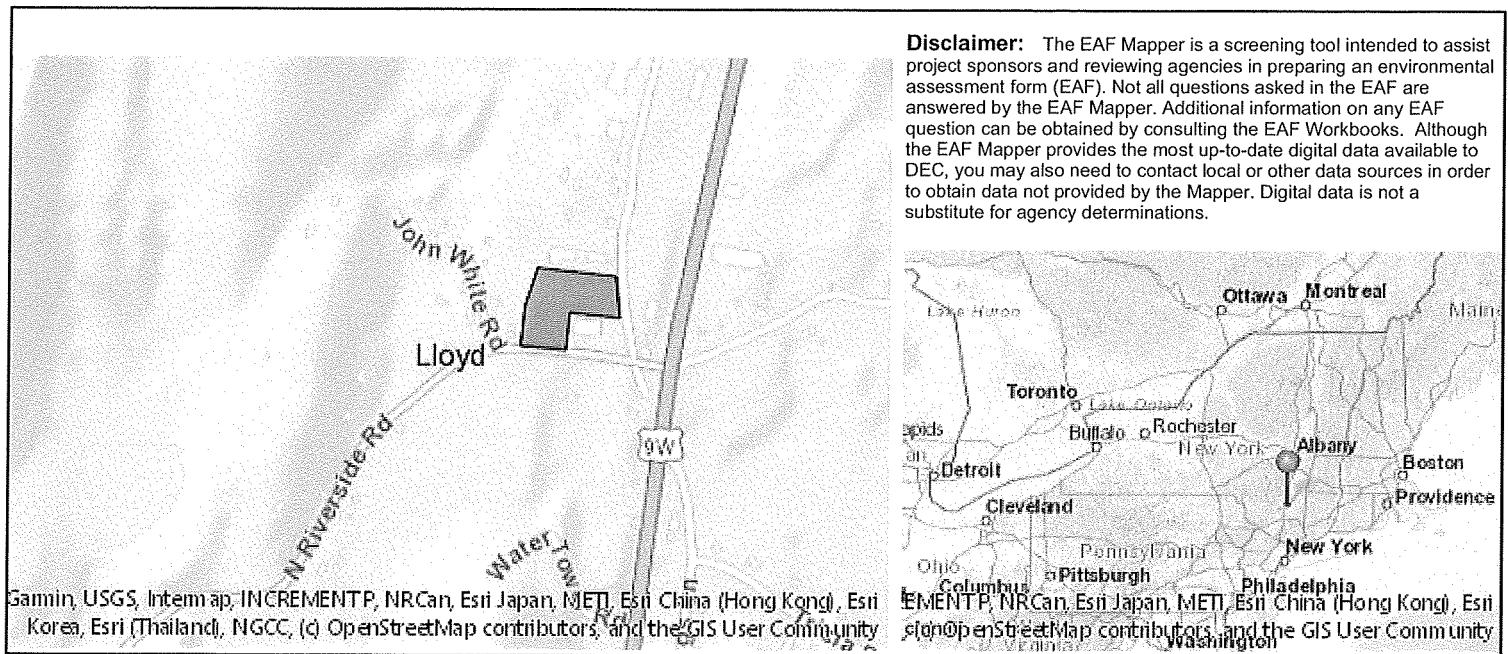 Disclaimer: The EAF Mapper is a screening tool intended to assist
project sponsors and reviewing agencies in preparing an environmental
assessment form (EAF). Not all questions asked in the EAF are
answered by the EAF Mapper. Additional information on any EAF
question can be obtained by consulting the EAF Workbooks. Although
the EAF Mapper provides the most up-to-date digital data available to
DEC, you may also need to contact local or other data sources in order
to obtain data not provided by the Mapper. Digital data is not a
substitute for agency determinations.
John White Rd
Lloyd
N Riverside Rd
9W
Water Tow
Rd
Garmin, USGS, Intermap, INCREMENT P, NRCan, Esri Japan, METI, Esri China (Hong Kong), Esri
Korea, Esri (Thailand), NGCC, (c) OpenStreetMap contributors, and the GIS User Community
Ottawa
Montreal
Main
Lake Huron
Toronto
Lake Ontario
apids
Buffalo
Rochester
New York
Albany
Detroit
Boston
Providence
Cleveland
Pennsylvania
New York
Ohio
Columbus
Pittsburgh
Philadelphia
EMENT P, NRCan, Esri Japan, METI, Esri China (Hong Kong), Esri
OpenStreetMap contributors, and the GIS User Community
Washington